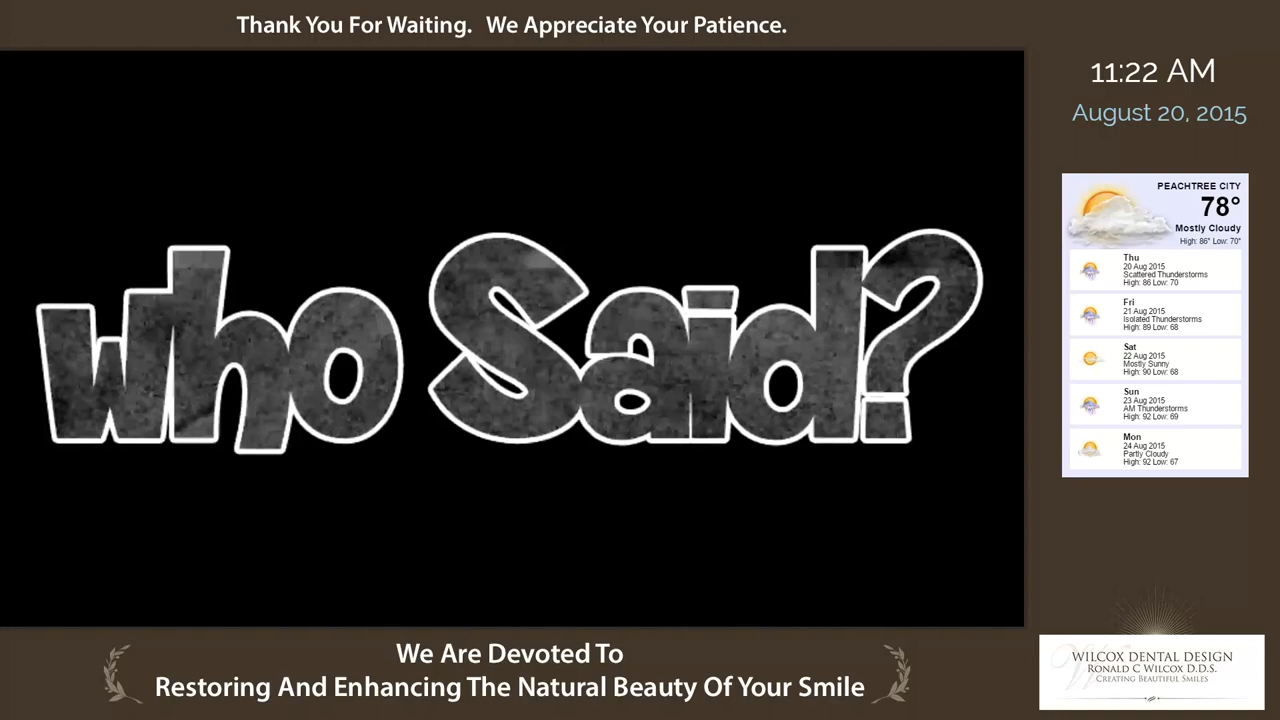 Thank You For Waiting. We Appreciate Your Patience.
11:22 AM
August 20, 2015
who Said?
PEACHTREE CITY
78°
Mostly Cloudy
High: 86° Low: 70°
Thu
20 Aug 2015
Scattered Thunderstorms
High: 86 Low: 70
Fri
21 Aug 2015
Isolated Thunderstorms
High: 89 Low: 68
Sat
22 Aug 2015
Mostly Sunny
High: 90 Low: 68
Sun
23 Aug 2015
AM Thunderstorms
High: 92 Low: 69
Mon
24 Aug 2015
Partly Cloudy
High: 92 Low: 67
We Are Devoted To
Restoring And Enhancing The Natural Beauty Of Your Smile
W
WILCOX DENTAL DESIGN
RONALD C WILCOX D.D.S.
CREATING BEAUTIFUL SMILES